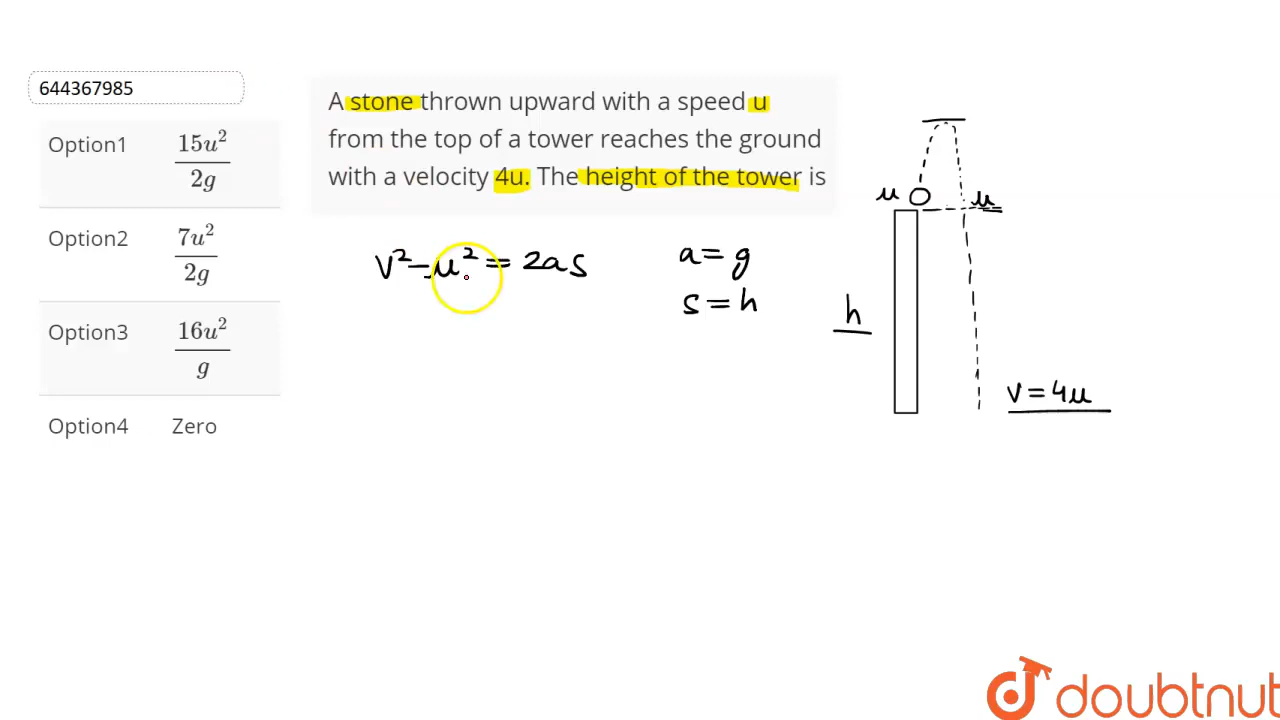 644367985
Option1 15u²/2g
Option2 7u²/2g
Option3 16u²/g
Option4 Zero
A stone thrown upward with a speed u
from the top of a tower reaches the ground
with a velocity 4u. The height of the tower is
v² - u² = 2as
a = g
s = h
u
u
h
v = 4u
doubtnut